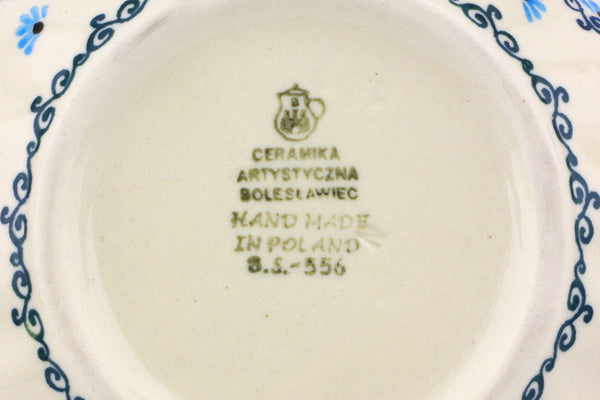 B
CERAMIKA
ARTYSTYCZNA
BOLESŁAWIEC
HAND MADE
IN POLAND
B.S.-556